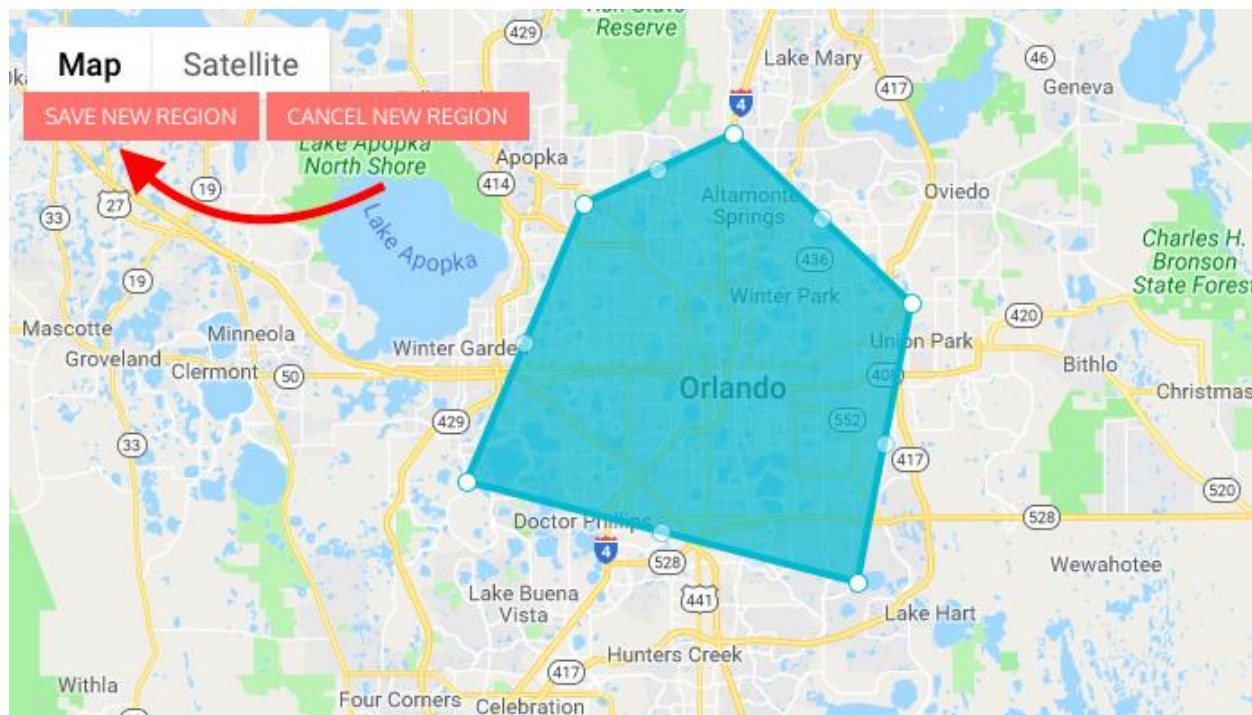 Reserve
429
Lake Mary
46
Map
Satellite
4
417
Geneva
SAVE NEW REGION
CANCEL NEW REGION
Lake Apopka
North Shore
Apopka
414
19
27
33
Altamonte
Springs
Oviedo
Lake Apopka
Charles H.
Bronson
State Forest
436
19
Winter Park
420
Mascotte
Minneola
Winter Garde
Union Park
Groveland
Clermont
50
Bithlo
Orlando
Christmas
429
552
33
417
520
Doctor Phillips
528
4
528
Wewahotee
Lake Buena
Vista
441
Lake Hart
Hunters Creek
417
Withla
Four Corners
Celebration